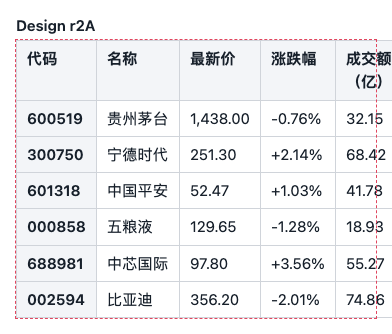 Design r2A
代码 名称 最新价 涨跌幅 成交额
（亿）
600519 贵州茅台 1,438.00 -0.76% 32.15
300750 宁德时代 251.30 +2.14% 68.42
601318 中国平安 52.47 +1.03% 41.78
000858 五粮液 129.65 -1.28% 18.93
688981 中芯国际 97.80 +3.56% 55.27
002594 比亚迪 356.20 -2.01% 74.86